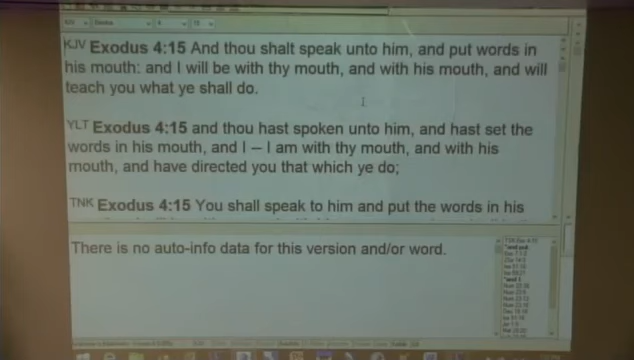 KJV Exodus 4:15 And thou shalt speak unto him, and put words in
his mouth: and I will be with thy mouth, and with his mouth, and will
teach you what ye shall do.
YLT Exodus 4:15 and thou hast spoken unto him, and hast set the
words in his mouth, and I -- I am with thy mouth, and with his
mouth, and have directed you that which ye do;
TNK Exodus 4:15 You shall speak to him and put the words in his
There is no auto-info data for this version and/or word.